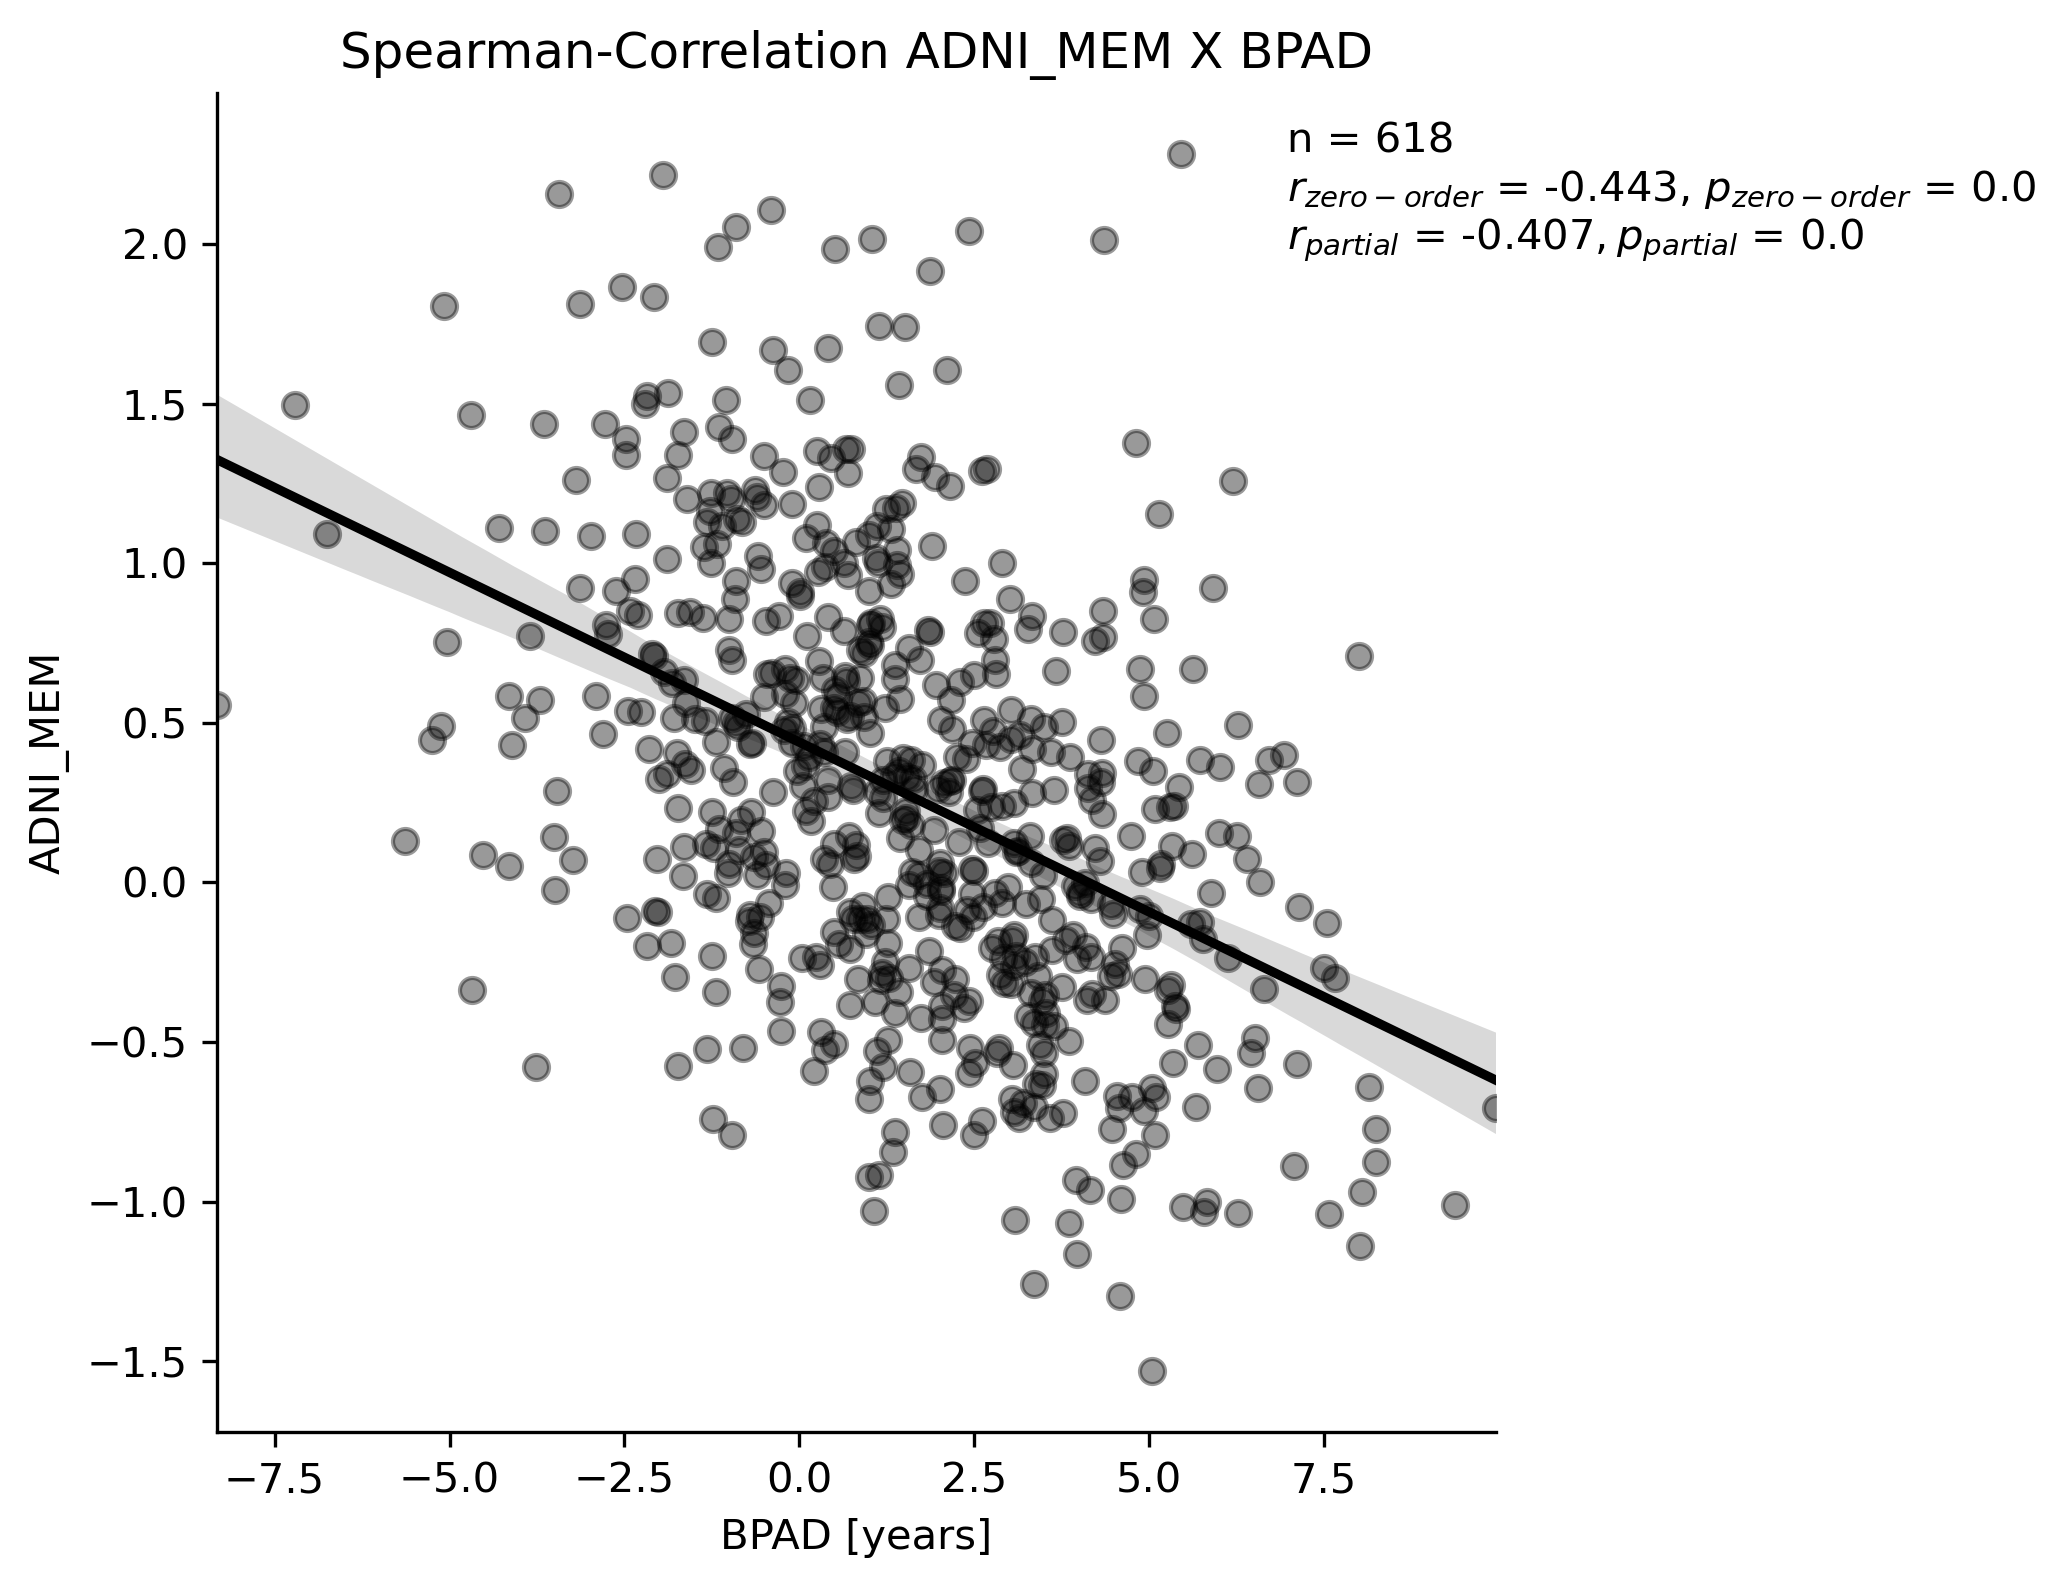 Spearman-Correlation ADNI_MEM X BPAD
n = 618
r_zero-order = -0.443, p_zero-order = 0.0
r_partial = -0.407, p_partial = 0.0
ADNI_MEM
2.0
1.5
1.0
0.5
0.0
−0.5
−1.0
−1.5
−7.5 −5.0 −2.5 0.0 2.5 5.0 7.5
BPAD [years]